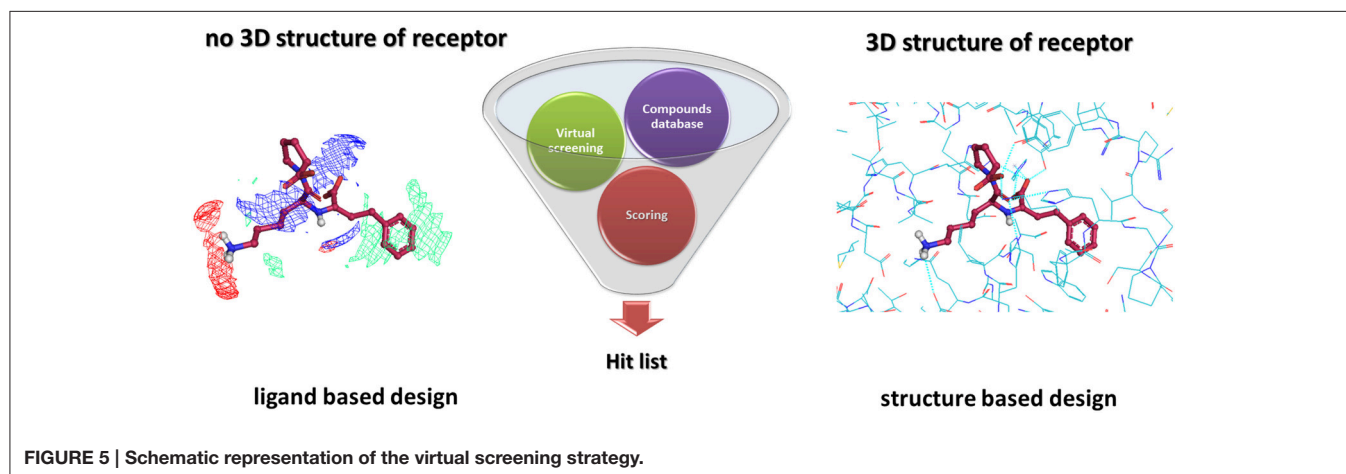 no 3D structure of receptor
3D structure of receptor
Virtual
screening
Compounds
database
Scoring
Hit list
ligand based design
structure based design
FIGURE 5 | Schematic representation of the virtual screening strategy.